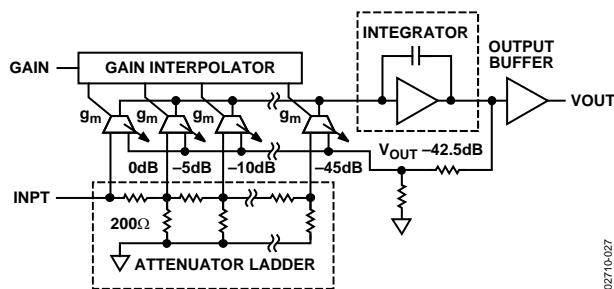 INTEGRATOR
OUTPUT
BUFFER
GAIN
GAIN INTERPOLATOR
VOUT
gm
gm
gm
gm
0dB
–5dB
–10dB
–45dB
VOUT –42.5dB
INPT
200Ω
ATTENUATOR LADDER
02710-027